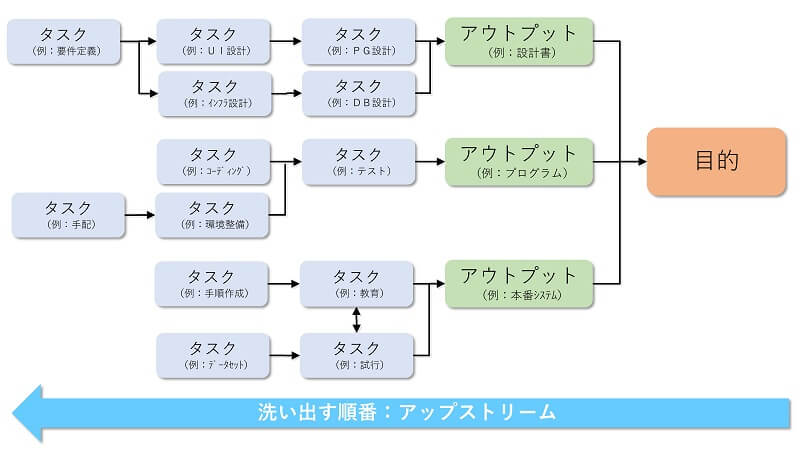 タスク
（例：要件定義）
タスク
（例：ＵＩ設計）
タスク
（例：ＰＧ設計）
アウトプット
（例：設計書）
タスク
（例：ｲﾝﾌﾗ設計）
タスク
（例：ＤＢ設計）
タスク
（例：ｺｰﾃﾞｨﾝｸﾞ）
タスク
（例：テスト）
アウトプット
（例：プログラム）
目的
タスク
（例：手配）
タスク
（例：環境整備）
タスク
（例：手順作成）
タスク
（例：教育）
アウトプット
（例：本番ｼｽﾃﾑ）
タスク
（例：ﾃﾞｰﾀｾｯﾄ）
タスク
（例：試行）
洗い出す順番：アップストリーム